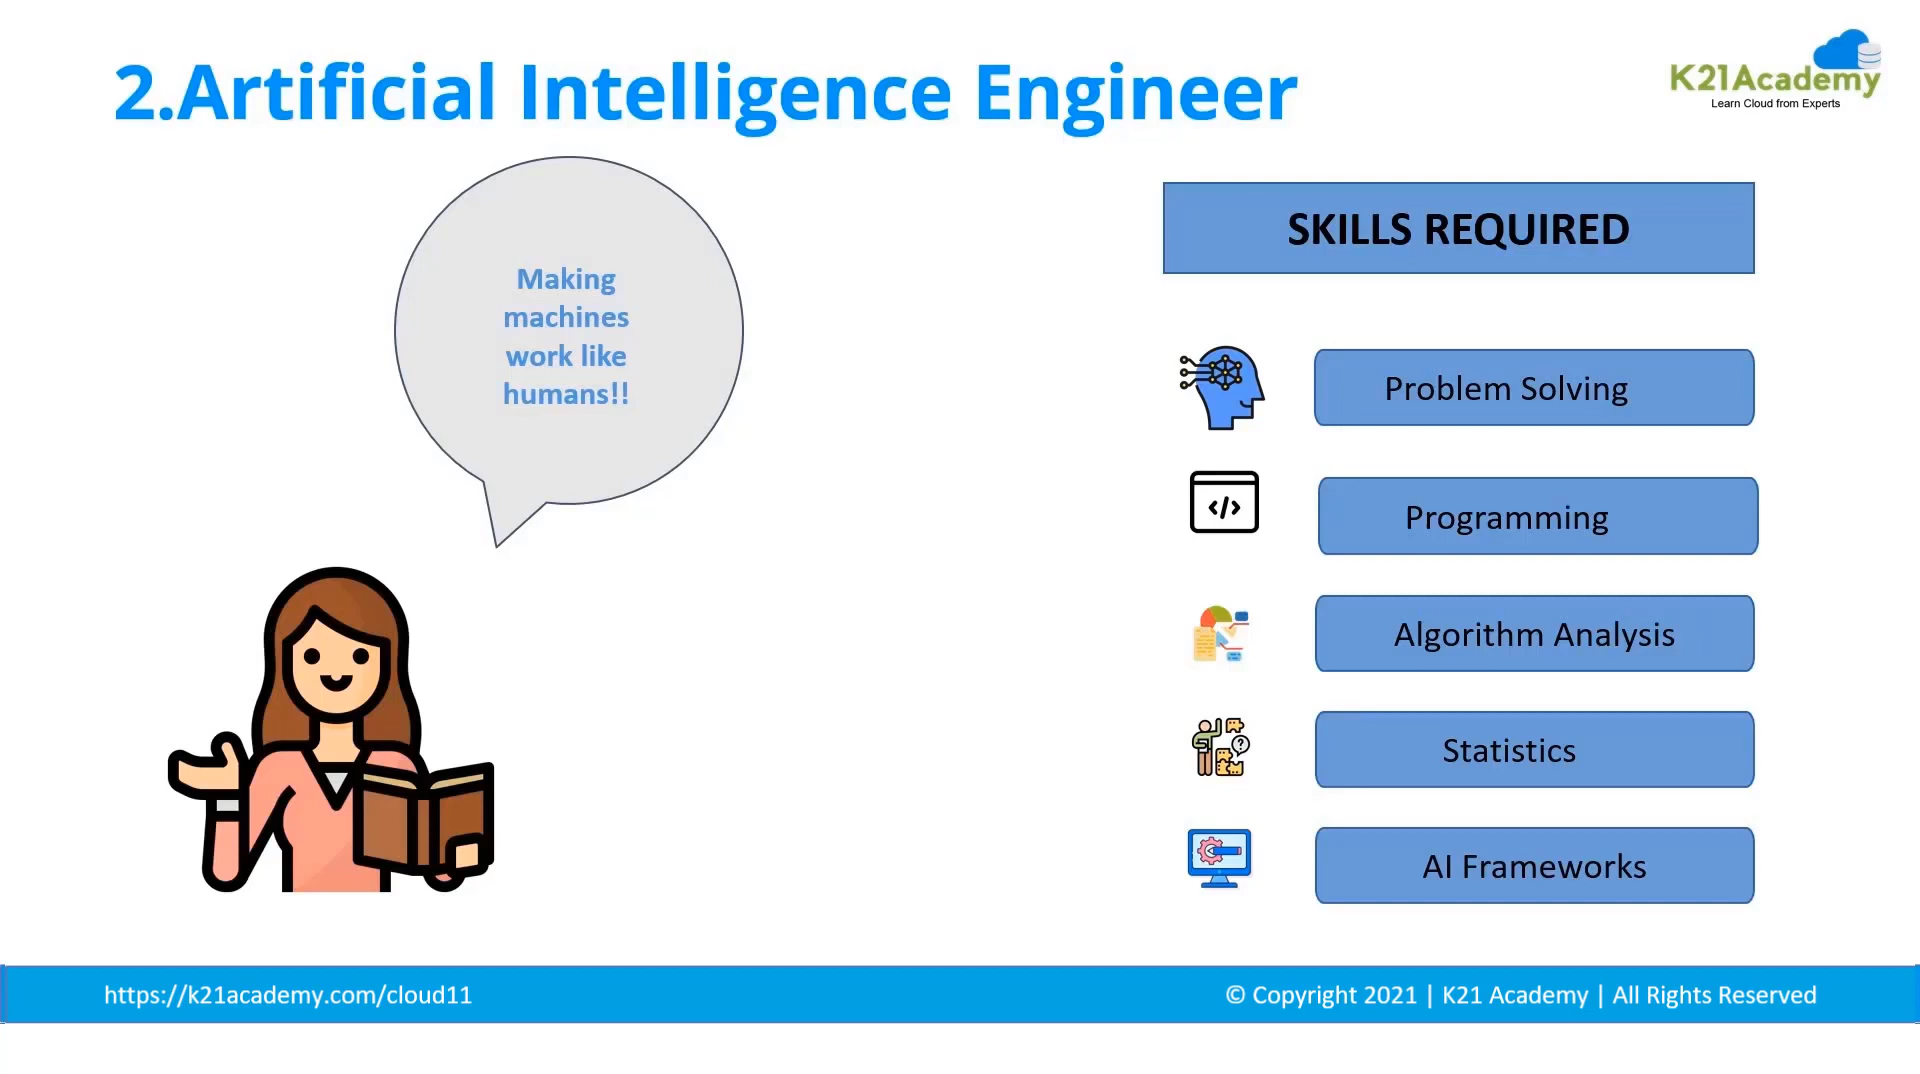 2.Artificial Intelligence Engineer
K21Academy
Learn Cloud from Experts
Making
machines
work like
humans!!
SKILLS REQUIRED
Problem Solving
</>
Programming
Algorithm Analysis
?
Statistics
AI Frameworks
https://k21academy.com/cloud11
© Copyright 2021 | K21 Academy | All Rights Reserved